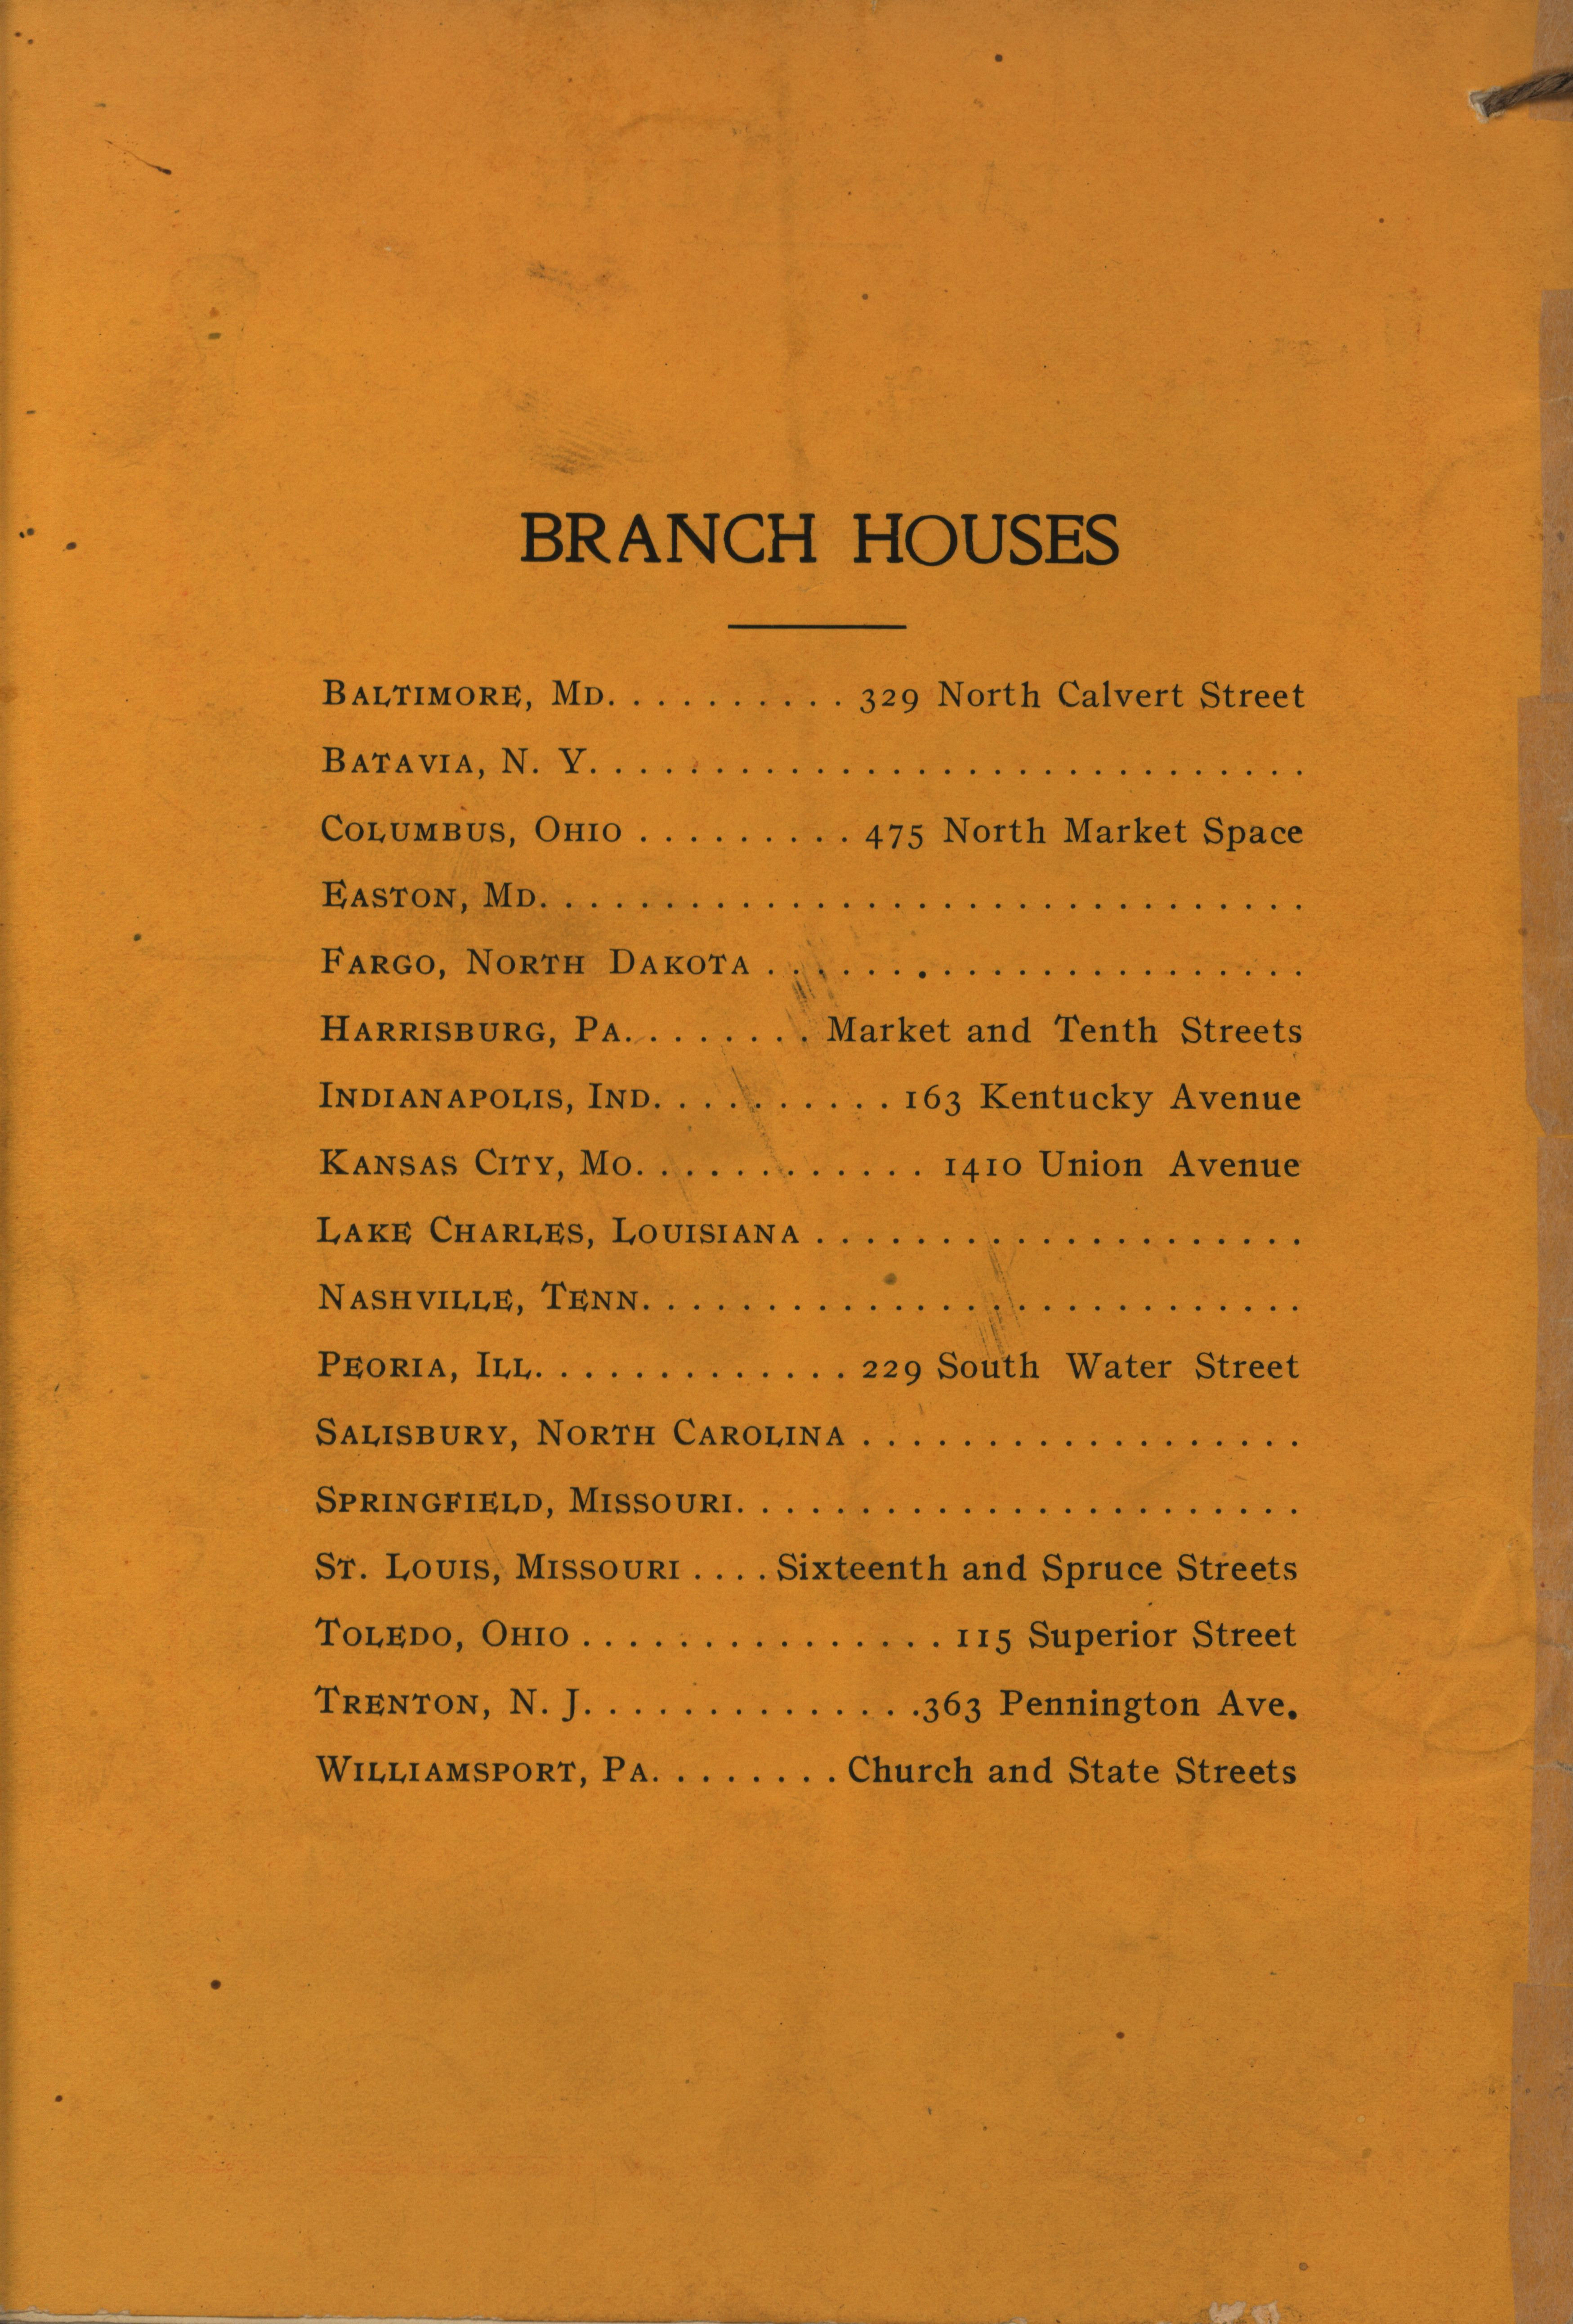 BRANCH HOUSES
BALTIMORE, MD. . . . . . . . . . 329 North Calvert Street
BATAVIA, N. Y. . . . . . . . . . . . . . . . . . . . . . . . . . . . .
COLUMBUS, OHIO . . . . . . . . . 475 North Market Space
EASTON, MD. . . . . . . . . . . . . . . . . . . . . . . . . . . . . . .
FARGO, NORTH DAKOTA . . . . . . . . . . . . . . . . . . . . . .
HARRISBURG, PA. . . . . . . . Market and Tenth Streets
INDIANAPOLIS, IND. . . . . . . . . . 163 Kentucky Avenue
KANSAS CITY, MO. . . . . . . . . . . . 1410 Union Avenue
LAKE CHARLES, LOUISIANA . . . . . . . . . . . . . . . . . . . .
NASHVILLE, TENN. . . . . . . . . . . . . . . . . . . . . . . . . . .
PEORIA, ILL. . . . . . . . . . . . . 229 South Water Street
SALISBURY, NORTH CAROLINA . . . . . . . . . . . . . . . . . .
SPRINGFIELD, MISSOURI. . . . . . . . . . . . . . . . . . . . . . .
ST. LOUIS, MISSOURI . . . . Sixteenth and Spruce Streets
TOLEDO, OHIO . . . . . . . . . . . . . . . 115 Superior Street
TRENTON, N. J. . . . . . . . . . . . . . 363 Pennington Ave.
WILLIAMSPORT, PA. . . . . . . . Church and State Streets